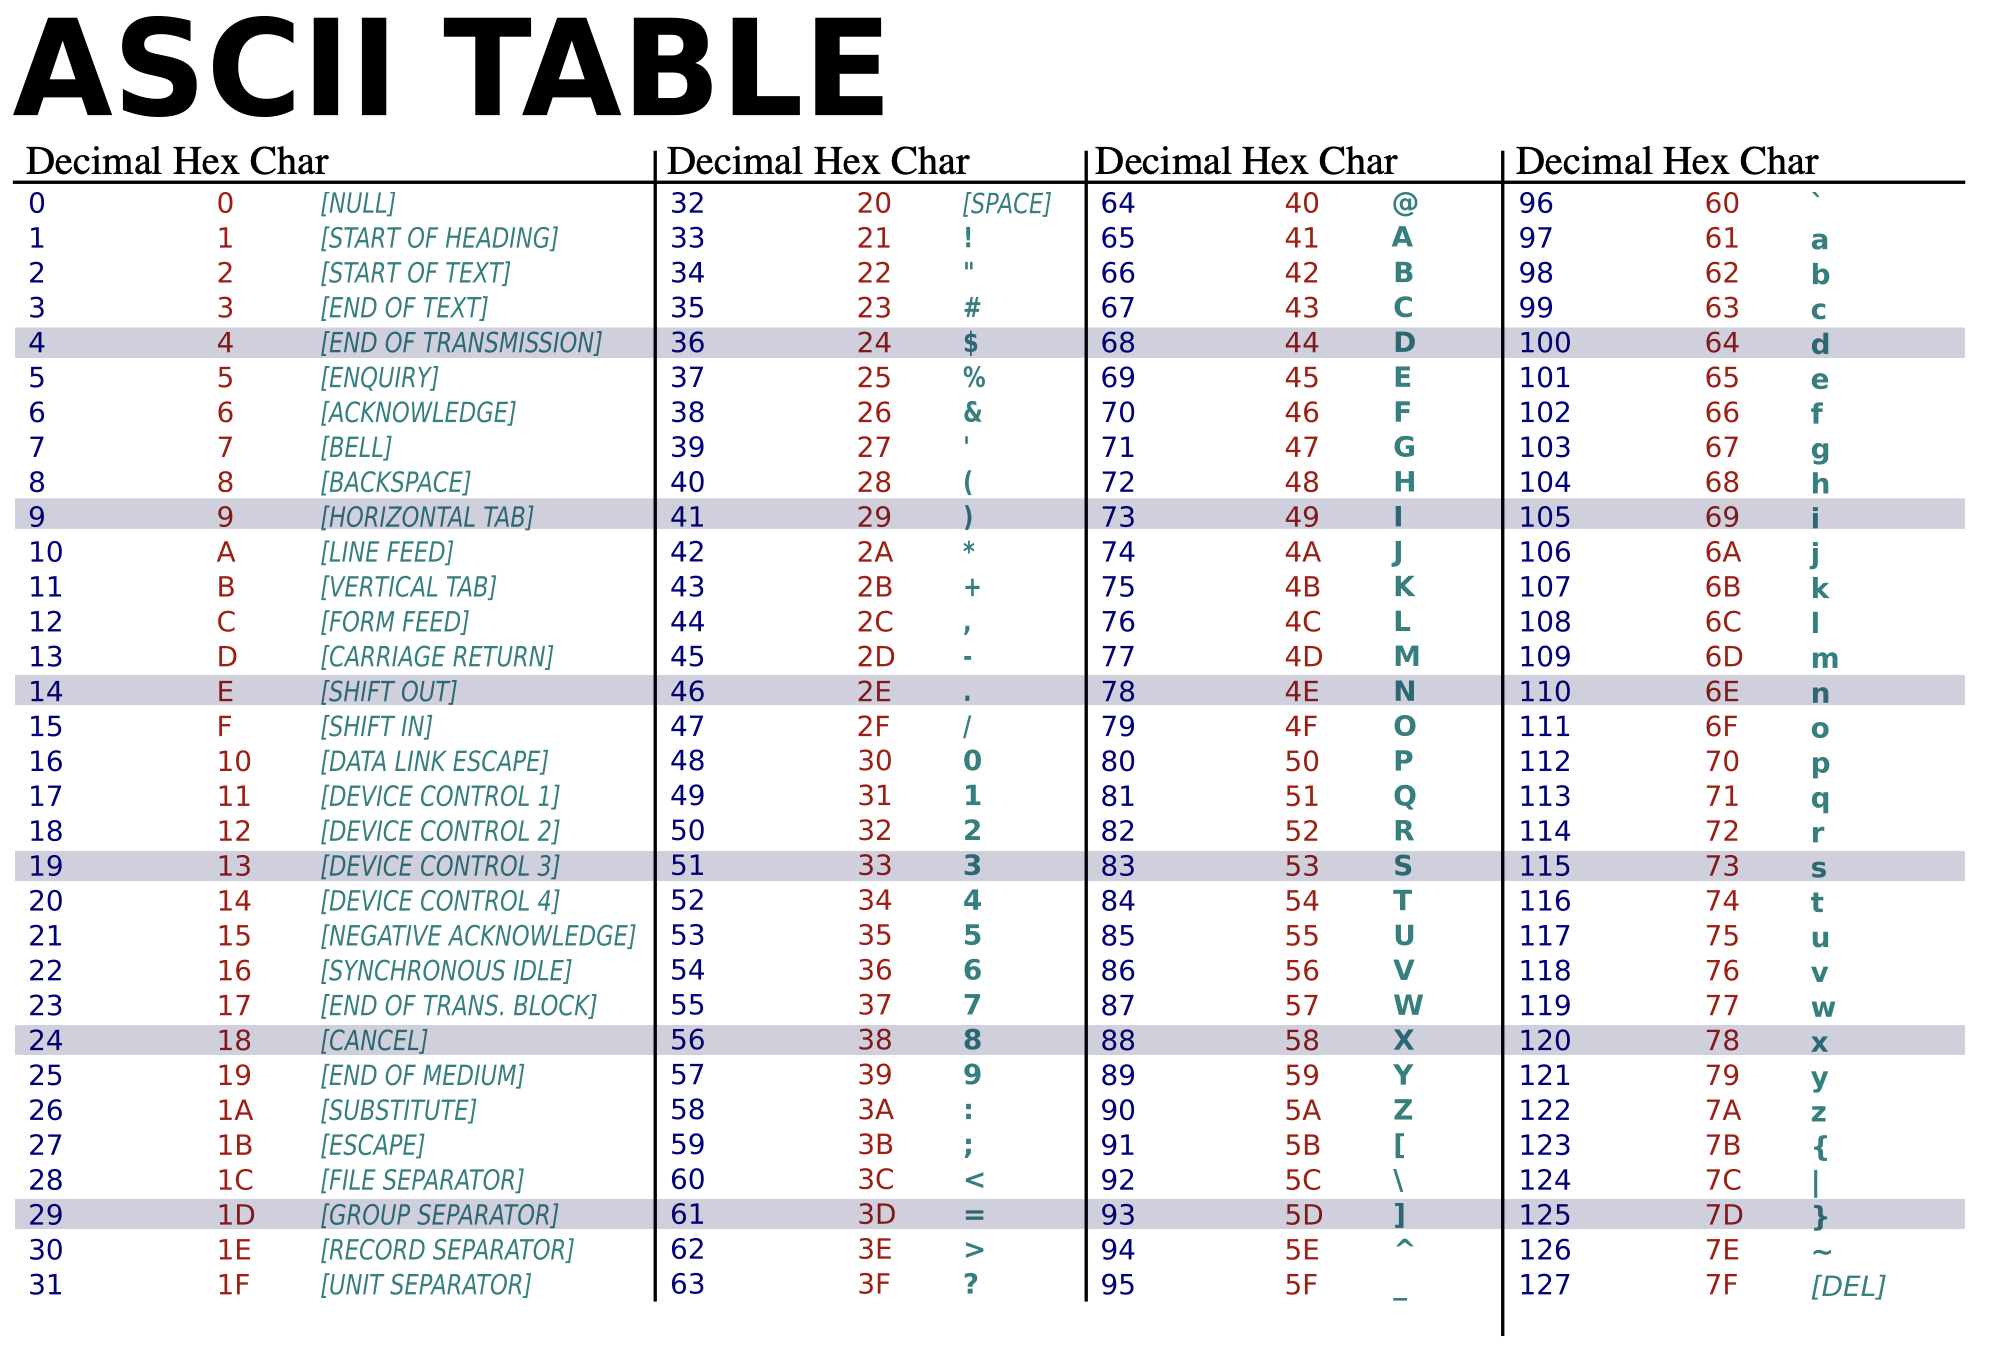 ASCII TABLE
Decimal Hex Char Decimal Hex Char Decimal Hex Char Decimal Hex Char
0 0 [NULL] 32 20 [SPACE] 64 40 @ 96 60 `
1 1 [START OF HEADING] 33 21 ! 65 41 A 97 61 a
2 2 [START OF TEXT] 34 22 " 66 42 B 98 62 b
3 3 [END OF TEXT] 35 23 # 67 43 C 99 63 c
4 4 [END OF TRANSMISSION] 36 24 $ 68 44 D 100 64 d
5 5 [ENQUIRY] 37 25 % 69 45 E 101 65 e
6 6 [ACKNOWLEDGE] 38 26 & 70 46 F 102 66 f
7 7 [BELL] 39 27 ' 71 47 G 103 67 g
8 8 [BACKSPACE] 40 28 ( 72 48 H 104 68 h
9 9 [HORIZONTAL TAB] 41 29 ) 73 49 I 105 69 i
10 A [LINE FEED] 42 2A * 74 4A J 106 6A j
11 B [VERTICAL TAB] 43 2B + 75 4B K 107 6B k
12 C [FORM FEED] 44 2C , 76 4C L 108 6C l
13 D [CARRIAGE RETURN] 45 2D - 77 4D M 109 6D m
14 E [SHIFT OUT] 46 2E . 78 4E N 110 6E n
15 F [SHIFT IN] 47 2F / 79 4F O 111 6F o
16 10 [DATA LINK ESCAPE] 48 30 0 80 50 P 112 70 p
17 11 [DEVICE CONTROL 1] 49 31 1 81 51 Q 113 71 q
18 12 [DEVICE CONTROL 2] 50 32 2 82 52 R 114 72 r
19 13 [DEVICE CONTROL 3] 51 33 3 83 53 S 115 73 s
20 14 [DEVICE CONTROL 4] 52 34 4 84 54 T 116 74 t
21 15 [NEGATIVE ACKNOWLEDGE] 53 35 5 85 55 U 117 75 u
22 16 [SYNCHRONOUS IDLE] 54 36 6 86 56 V 118 76 v
23 17 [END OF TRANS. BLOCK] 55 37 7 87 57 W 119 77 w
24 18 [CANCEL] 56 38 8 88 58 X 120 78 x
25 19 [END OF MEDIUM] 57 39 9 89 59 Y 121 79 y
26 1A [SUBSTITUTE] 58 3A : 90 5A Z 122 7A z
27 1B [ESCAPE] 59 3B ; 91 5B [ 123 7B {
28 1C [FILE SEPARATOR] 60 3C < 92 5C \ 124 7C |
29 1D [GROUP SEPARATOR] 61 3D = 93 5D ] 125 7D }
30 1E [RECORD SEPARATOR] 62 3E > 94 5E ^ 126 7E ~
31 1F [UNIT SEPARATOR] 63 3F ? 95 5F _ 127 7F [DEL]